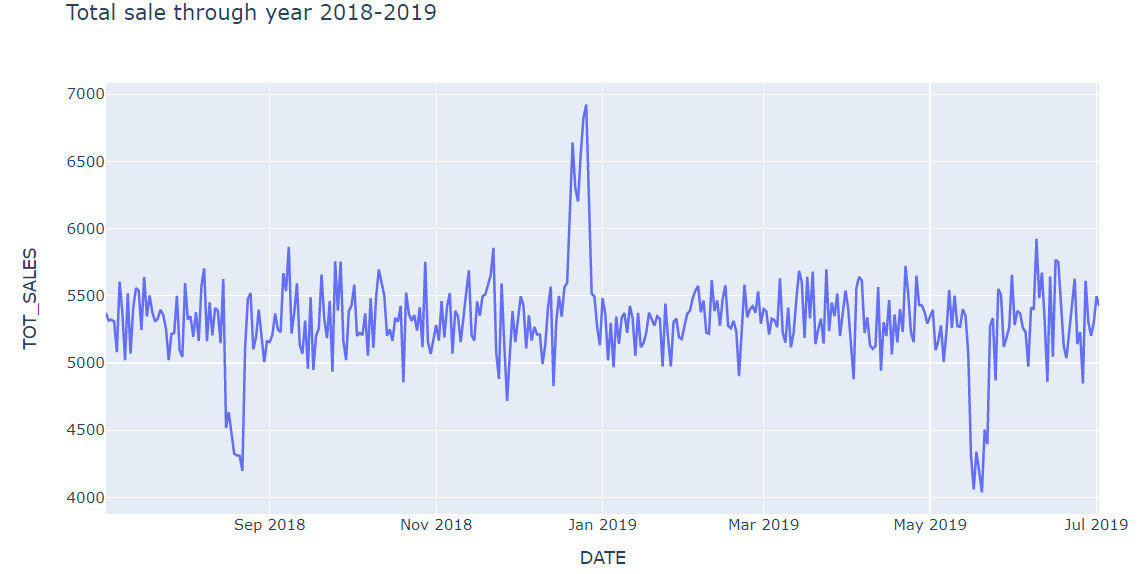 Total sale through year 2018-2019
7000
6500
6000
5500
5000
4500
4000
TOT_SALES
Sep 2018
Nov 2018
Jan 2019
Mar 2019
May 2019
Jul 2019
DATE